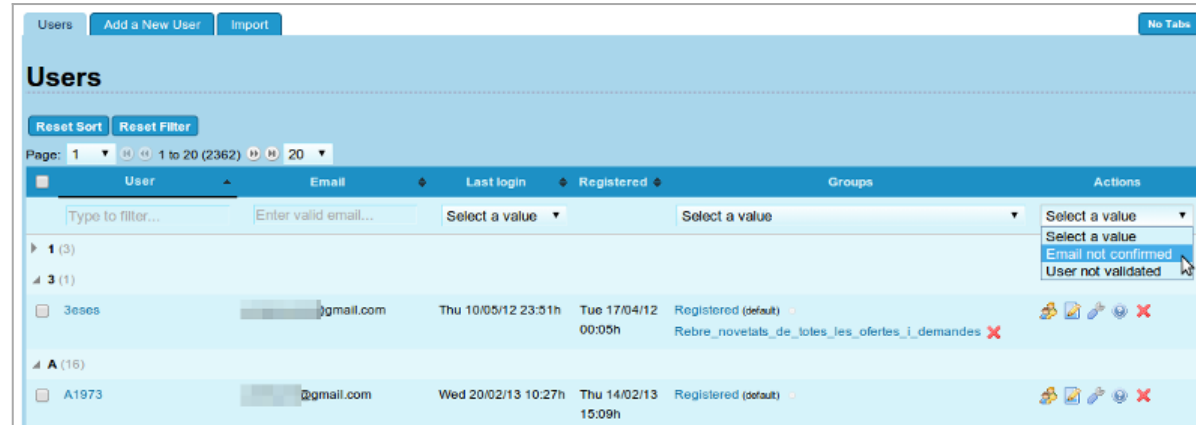 Users Add a New User Import No Tabs
Users
Reset Sort Reset Filter
Page: 1 1 to 20 (2362) 20
User Email Last login Registered Groups Actions
Type to filter... Enter valid email... Select a value Select a value Select a value
Select a value
1 (3) Email not confirmed
User not validated
3 (1)
3eses @gmail.com Thu 10/05/12 23:51h Tue 17/04/12 Registered (default)
00:05h Rebre_novetats_de_totes_les_ofertes_i_demandes
A (16)
A1973 @gmail.com Wed 20/02/13 10:27h Thu 14/02/13 Registered (default)
15:09h